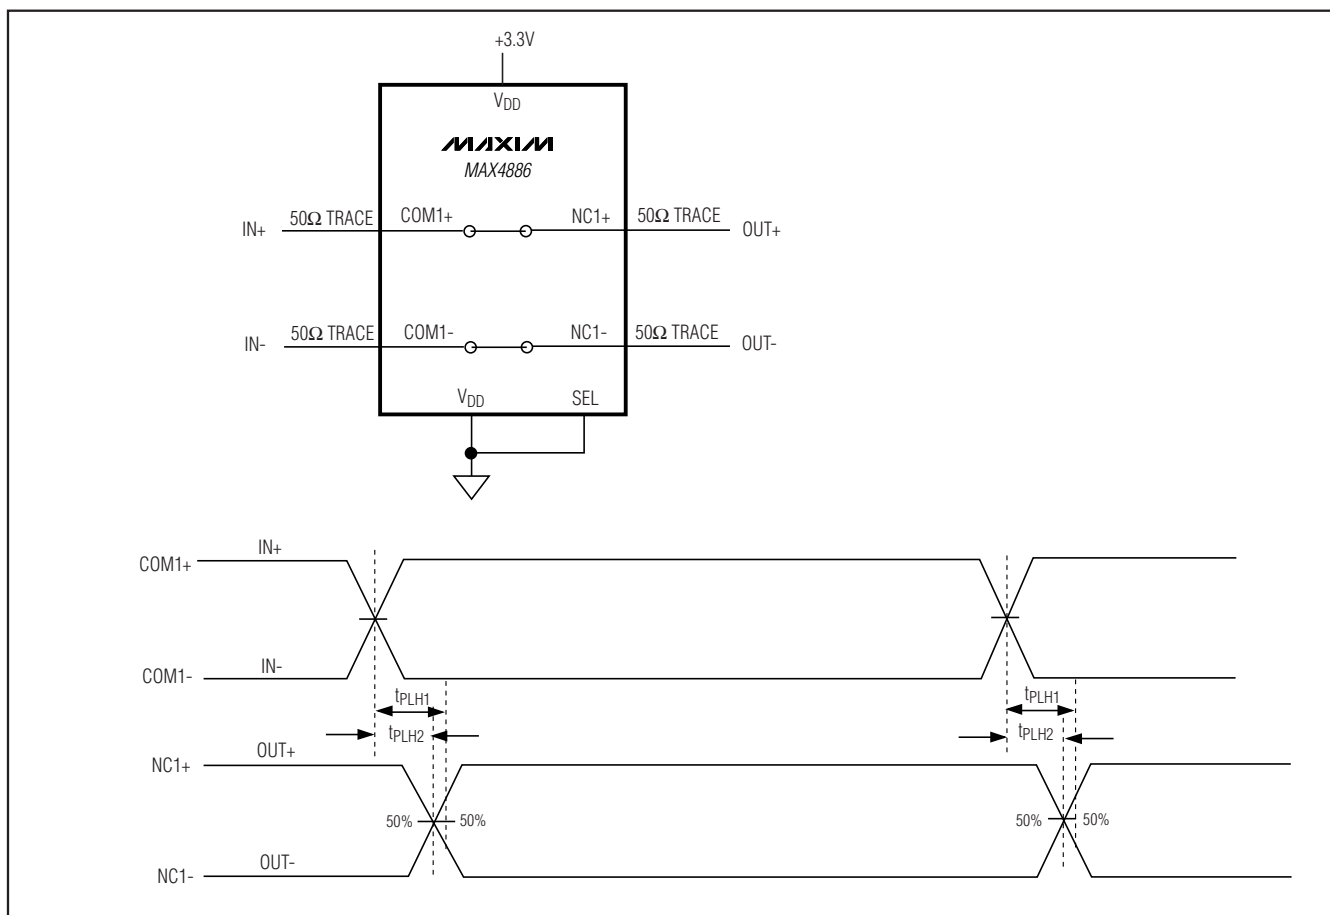 +3.3V
VDD
MAXIM
MAX4886
IN+ 50Ω TRACE COM1+ NC1+ 50Ω TRACE OUT+
IN- 50Ω TRACE COM1- NC1- 50Ω TRACE OUT-
VDD SEL
COM1+ IN+
COM1- IN-
tPLH1 tPLH1
tPLH2 tPLH2
NC1+ OUT+
50% 50% 50% 50%
NC1- OUT-